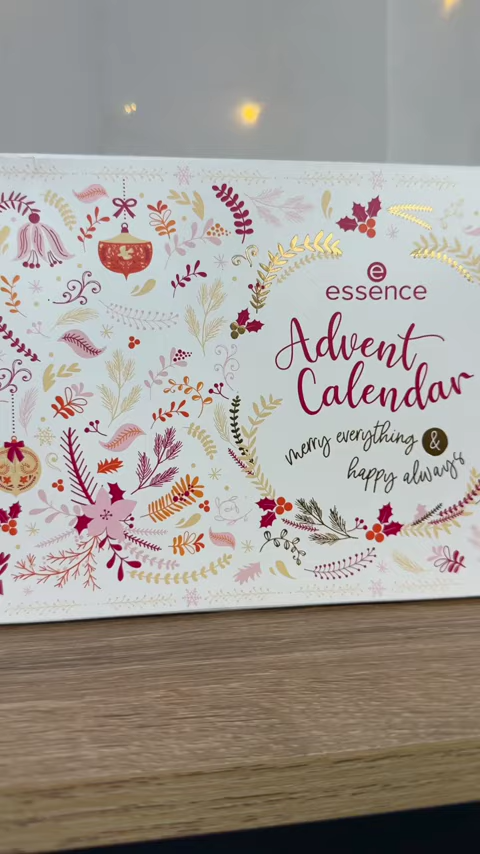 e
essence
Advent
Calendar
merry everything &
happy always